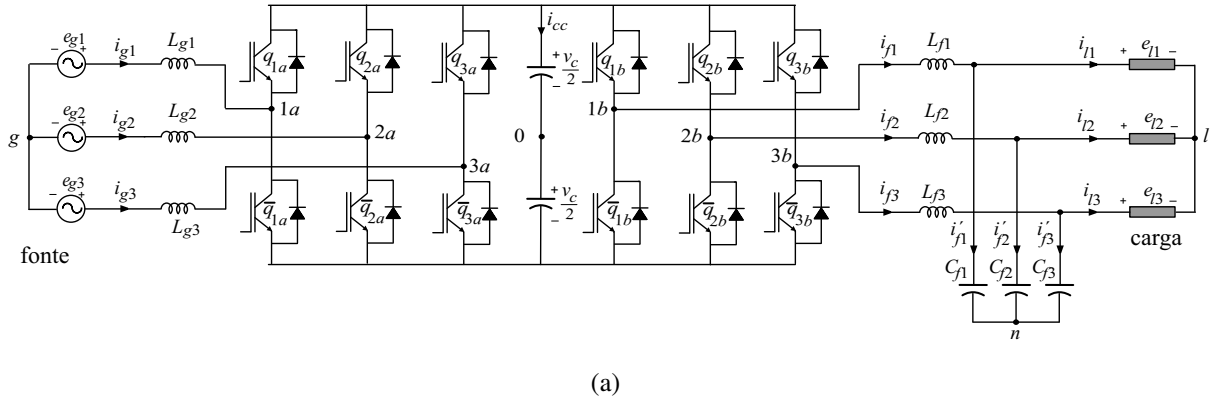 i_cc
e_g1 i_g1 L_g1 q_1a q_2a q_3a + v_c/2 − q_1b q_2b q_3b i_f1 L_f1 i_l1 + e_l1 −
− +
1a 1b
e_g2 i_g2 L_g2 i_f2 L_f2 i_l2 + e_l2 −
g − + 2a 0 2b l
3a 3b
e_g3 i_g3 i_f3 L_f3 i_l3 + e_l3 −
− + L_g3 q̅_1a q̅_2a q̅_3a + v_c/2 − q̅_1b q̅_2b q̅_3b
fonte i'_f1 i'_f2 i'_f3 carga
C_f1 C_f2 C_f3
n
(a)